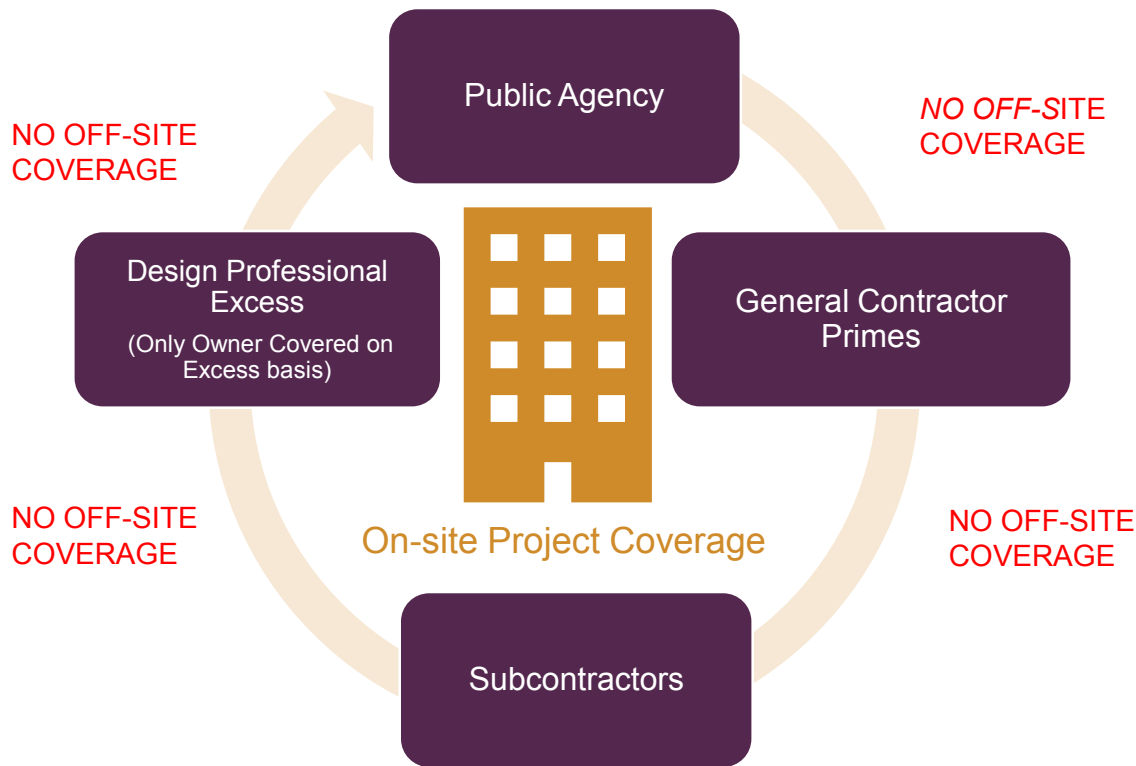 Public Agency
NO OFF-SITE
COVERAGE
NO OFF-SITE
COVERAGE
Design Professional
Excess
(Only Owner Covered on
Excess basis)
General Contractor
Primes
NO OFF-SITE
COVERAGE
On-site Project Coverage
NO OFF-SITE
COVERAGE
Subcontractors